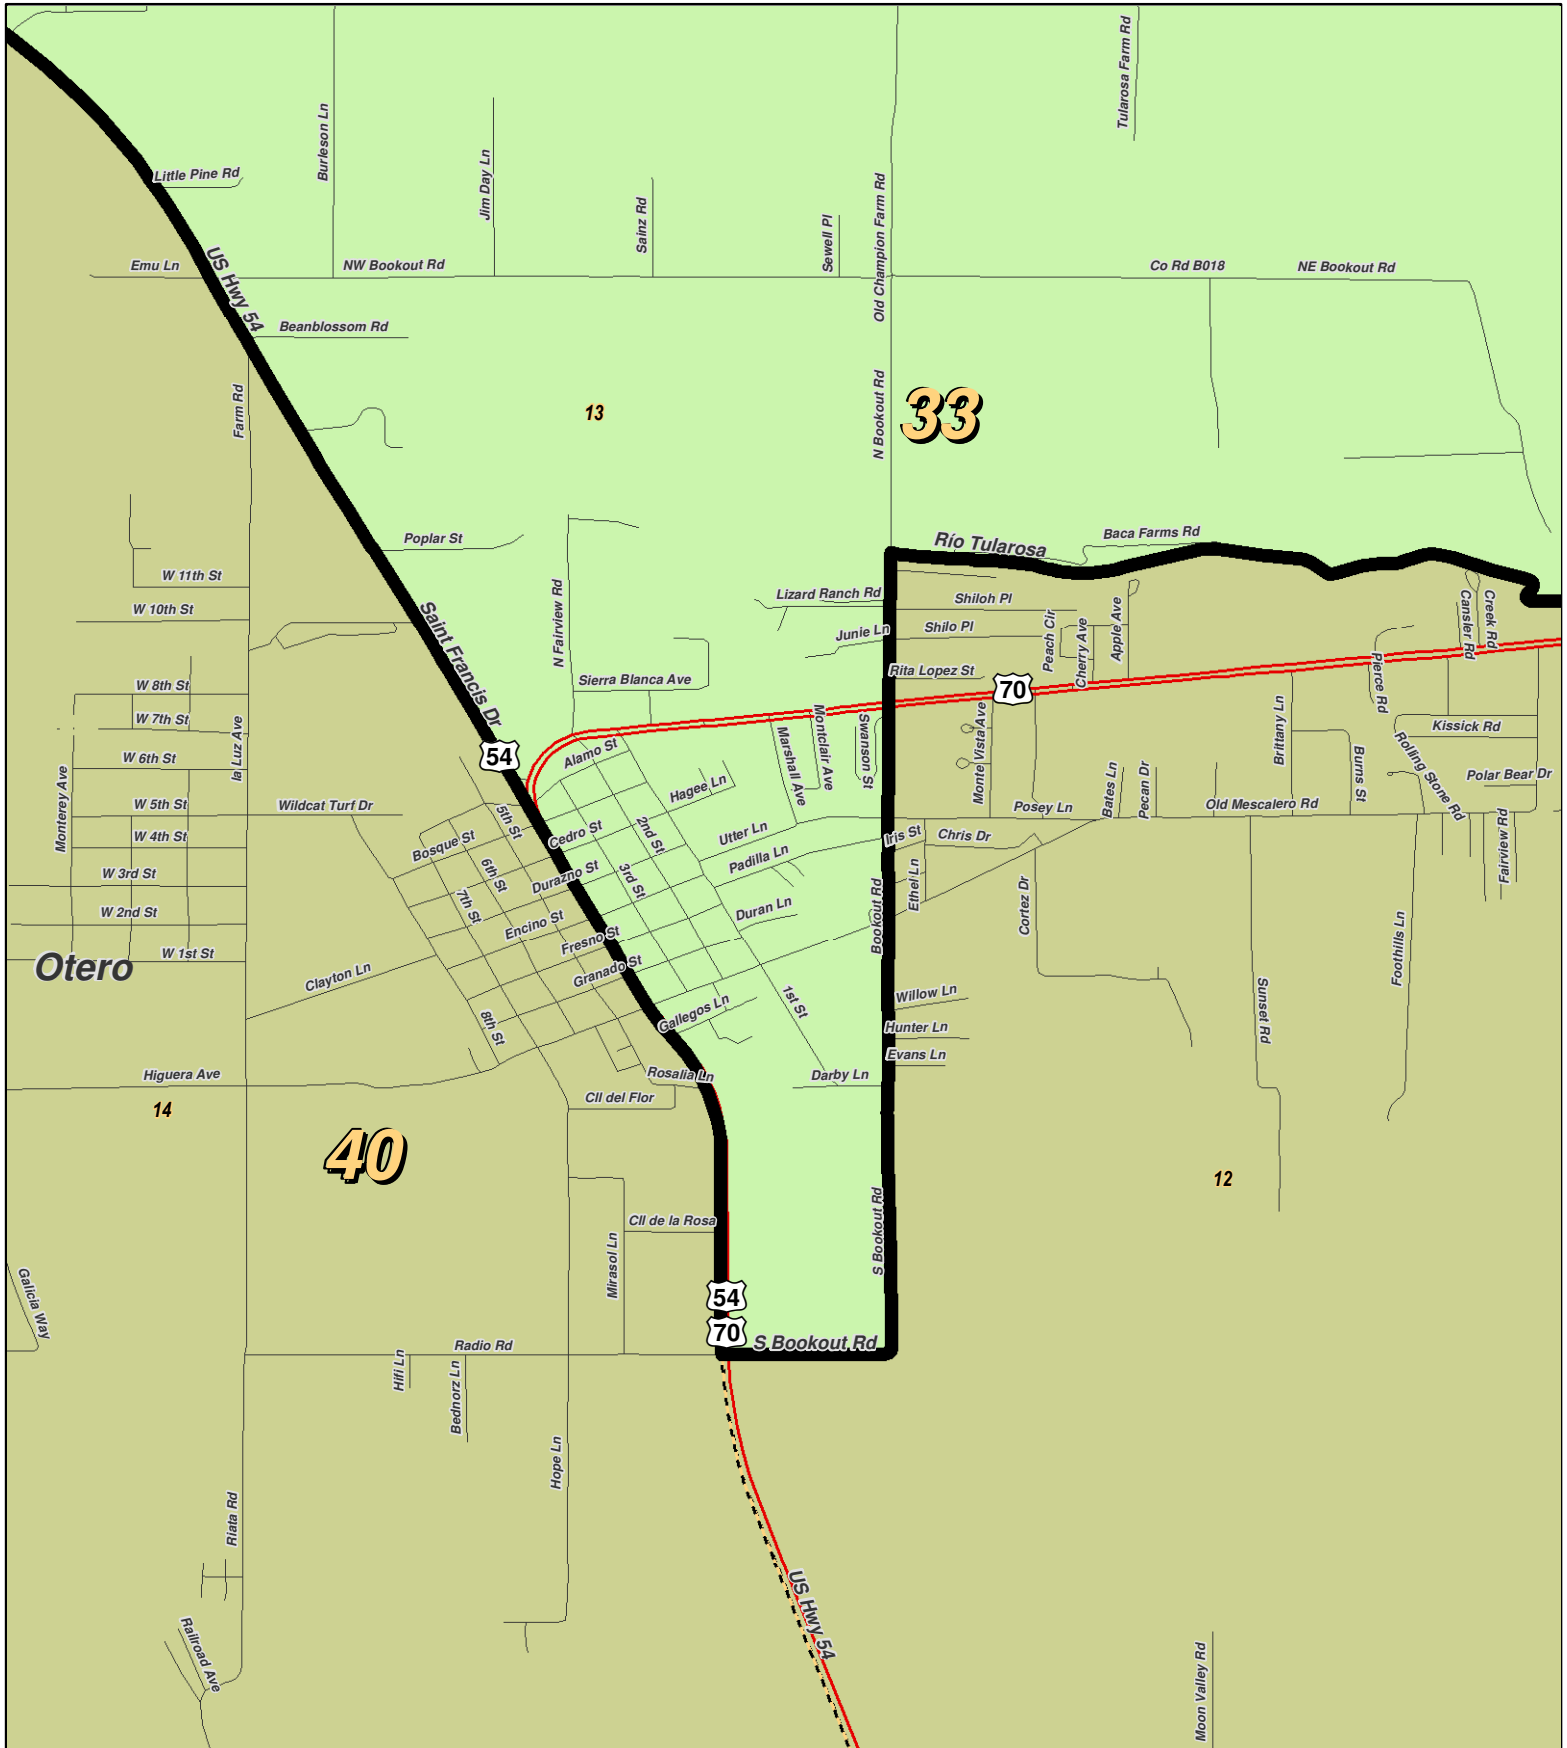 Tularosa Farm Rd
Burleson Ln
Jim Day Ln
Little Pine Rd
Sainz Rd
Sewell Pl
Old Champion Farm Rd
Emu Ln
US Hwy 54
NW Bookout Rd
Co Rd B018
NE Bookout Rd
Beanblossom Rd
Farm Rd
13
33
N Bookout Rd
Poplar St
Río Tularosa
Baca Farms Rd
W 11th St
W 10th St
N Fairview Rd
Lizard Ranch Rd
Shiloh Pl
Junie Ln
Shilo Pl
Peach Cir
Cherry Ave
Apple Ave
Cansler Rd
Creek Rd
Saint Francis Dr
Rita Lopez St
Pierce Rd
W 8th St
Sierra Blanca Ave
70
W 7th St
la Luz Ave
Montclair Ave
Marshall Ave
Swanson St
Monte Vista Ave
Brittany Ln
Kissick Rd
54
Alamo St
W 6th St
Monterey Ave
Hagee Ln
Bates Ln
Pecan Dr
Burns St
Rolling Stone Rd
Polar Bear Dr
W 5th St
Wildcat Turf Dr
5th St
Posey Ln
Old Mescalero Rd
W 4th St
Bosque St
Cedro St
2nd St
Utter Ln
Iris St
Chris Dr
Fairview Rd
W 3rd St
6th St
Durazno St
3rd St
Padilla Ln
Ethel Ln
W 2nd St
7th St
Encino St
Duran Ln
Bookout Rd
Cortez Dr
Foothills Ln
W 1st St
Fresno St
Otero
Clayton Ln
Granado St
Gallegos Ln
1st St
Willow Ln
Sunset Rd
8th St
Hunter Ln
Evans Ln
Higuera Ave
Rosalia Ln
Darby Ln
Cll del Flor
14
40
12
Cll de la Rosa
Mirasol Ln
S Bookout Rd
Galicia Way
54
70
S Bookout Rd
Radio Rd
Hifi Ln
Bednorz Ln
Hope Ln
Riata Rd
US Hwy 54
Railroad Ave
Moon Valley Rd